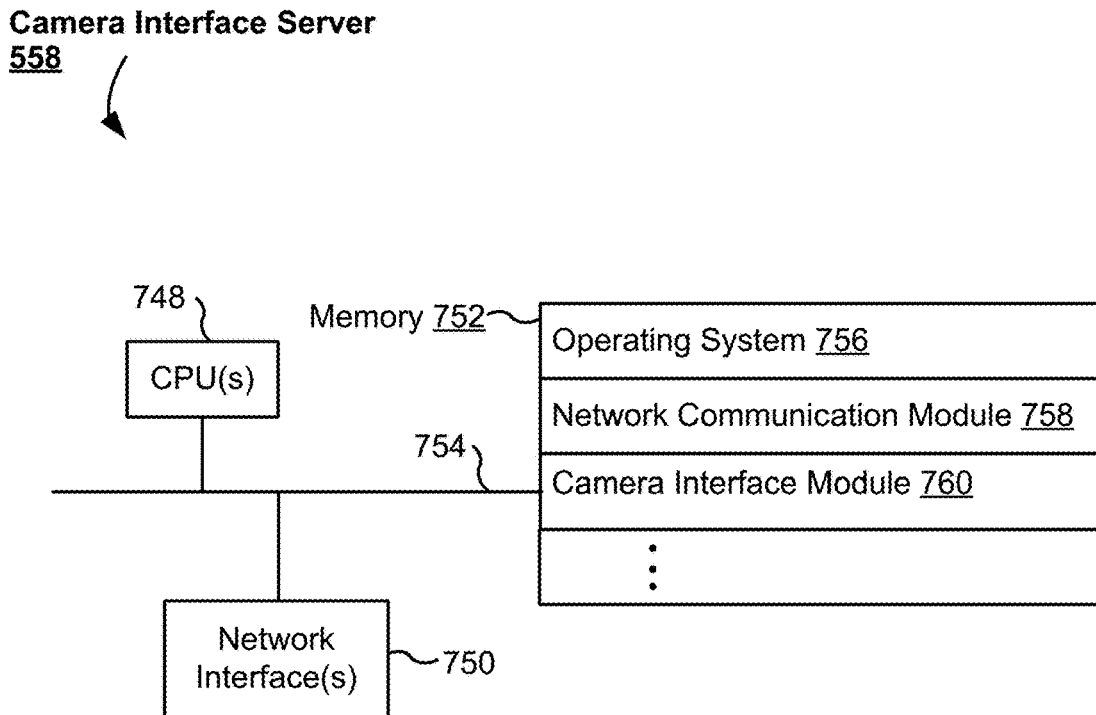 Camera Interface Server
558
748
CPU(s)
Memory 752
Operating System 756
Network Communication Module 758
754
Camera Interface Module 760
Network
Interface(s)
750